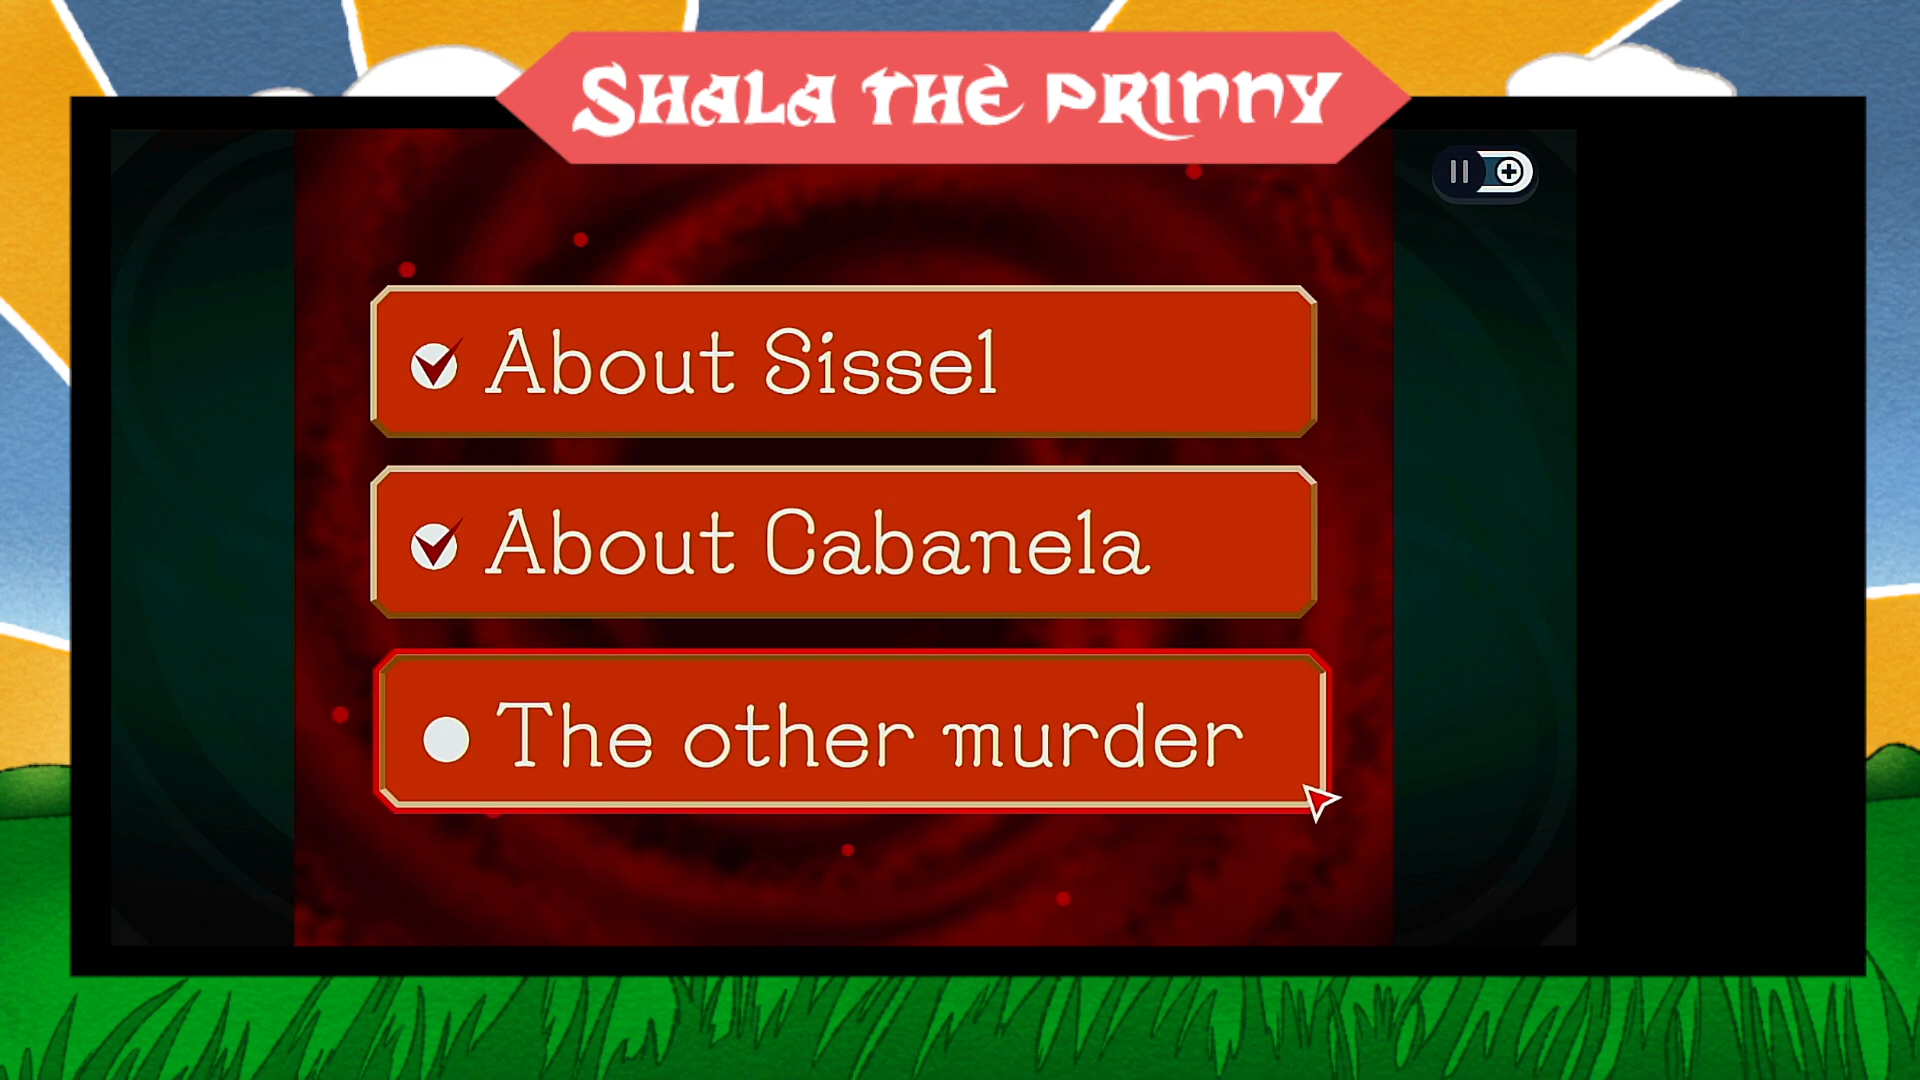 SHALA THE PRINNY
About Sissel
About Cabanela
The other murder